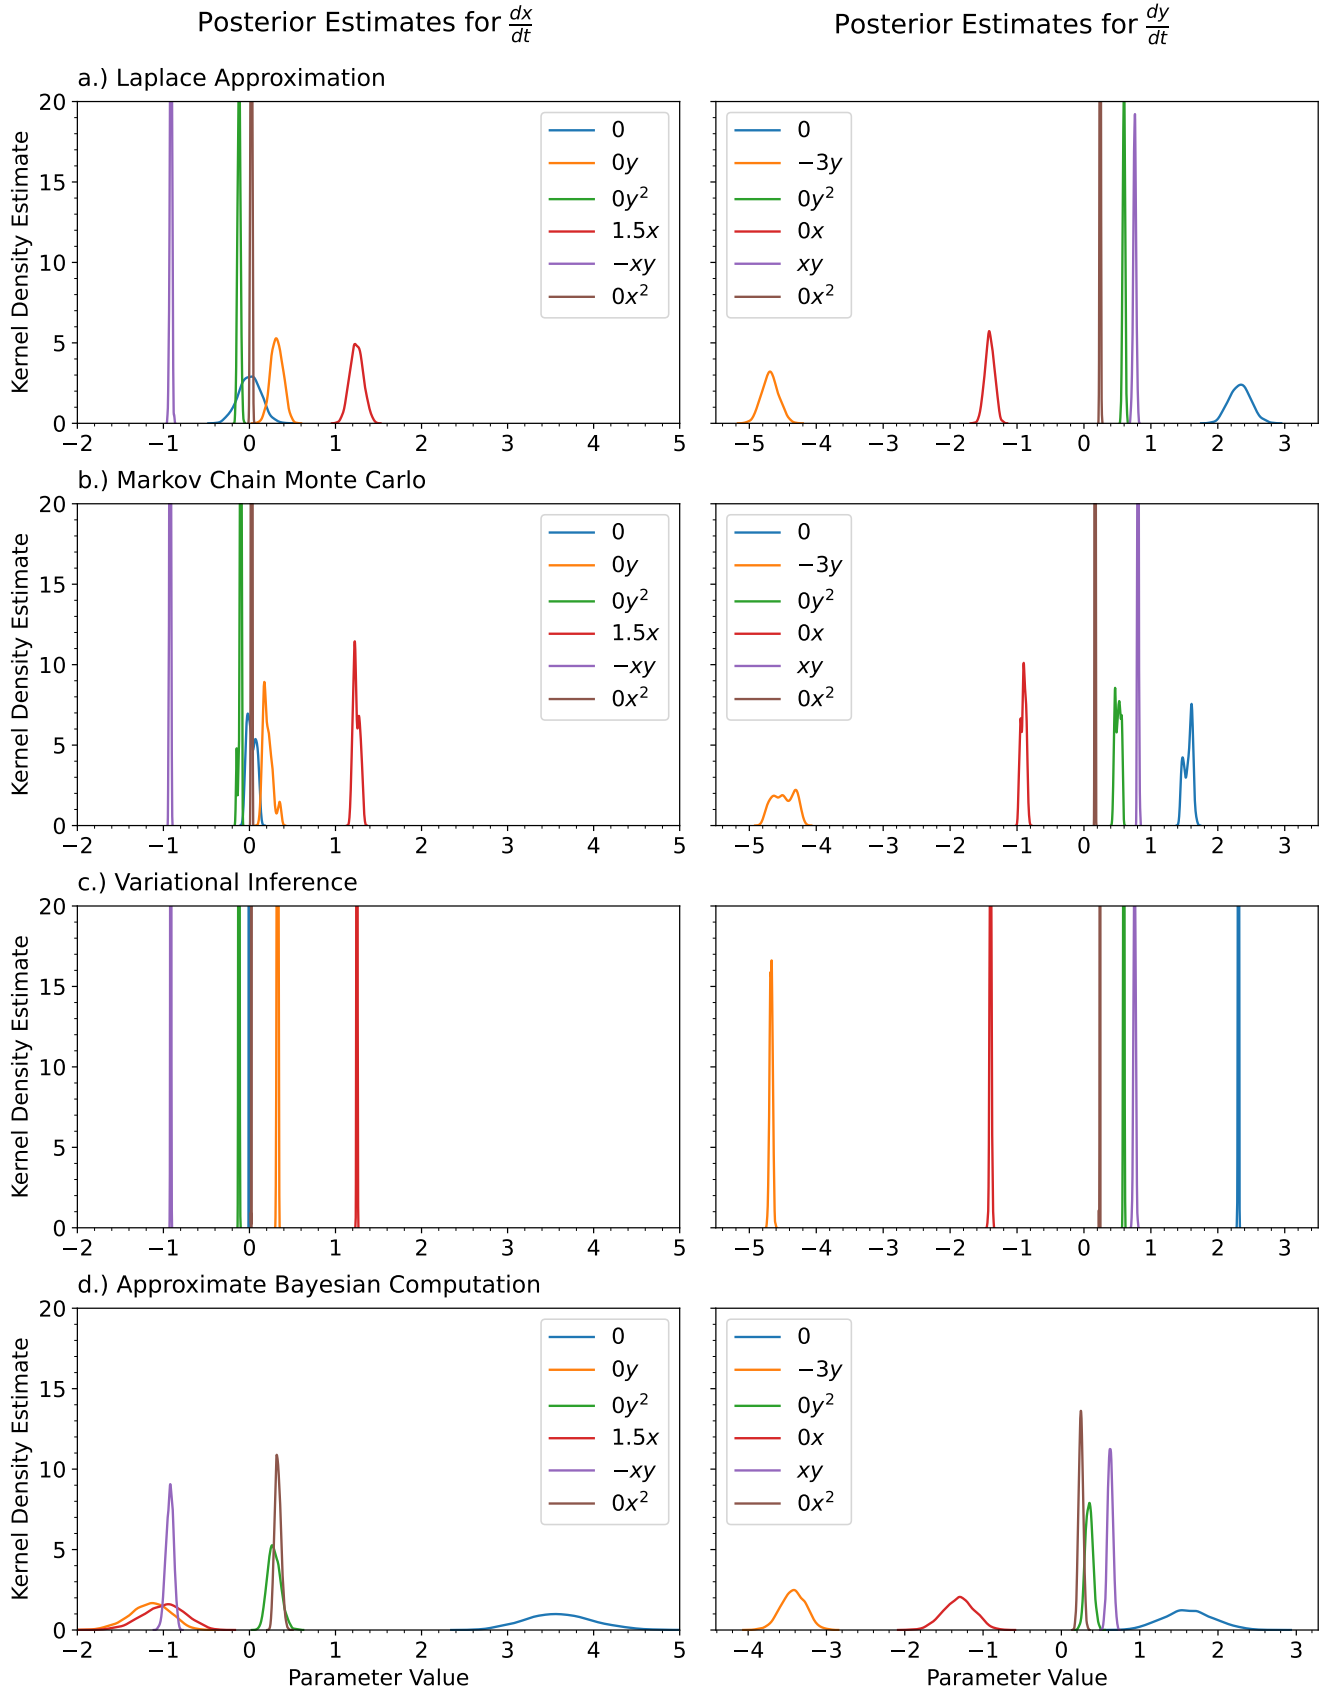 Posterior Estimates for dx/dt
Posterior Estimates for dy/dt
a.) Laplace Approximation
Kernel Density Estimate
20
15
10
5
0
−2 −1 0 1 2 3 4 5
0
0y
0y²
1.5x
−xy
0x²
−5 −4 −3 −2 −1 0 1 2 3
0
−3y
0y²
0x
xy
0x²
b.) Markov Chain Monte Carlo
Kernel Density Estimate
20
15
10
5
0
−2 −1 0 1 2 3 4 5
0
0y
0y²
1.5x
−xy
0x²
−5 −4 −3 −2 −1 0 1 2 3
0
−3y
0y²
0x
xy
0x²
c.) Variational Inference
Kernel Density Estimate
20
15
10
5
0
−2 −1 0 1 2 3 4 5
−5 −4 −3 −2 −1 0 1 2 3
d.) Approximate Bayesian Computation
Kernel Density Estimate
20
15
10
5
0
−2 −1 0 1 2 3 4 5
Parameter Value
0
0y
0y²
1.5x
−xy
0x²
−4 −3 −2 −1 0 1 2 3
Parameter Value
0
−3y
0y²
0x
xy
0x²